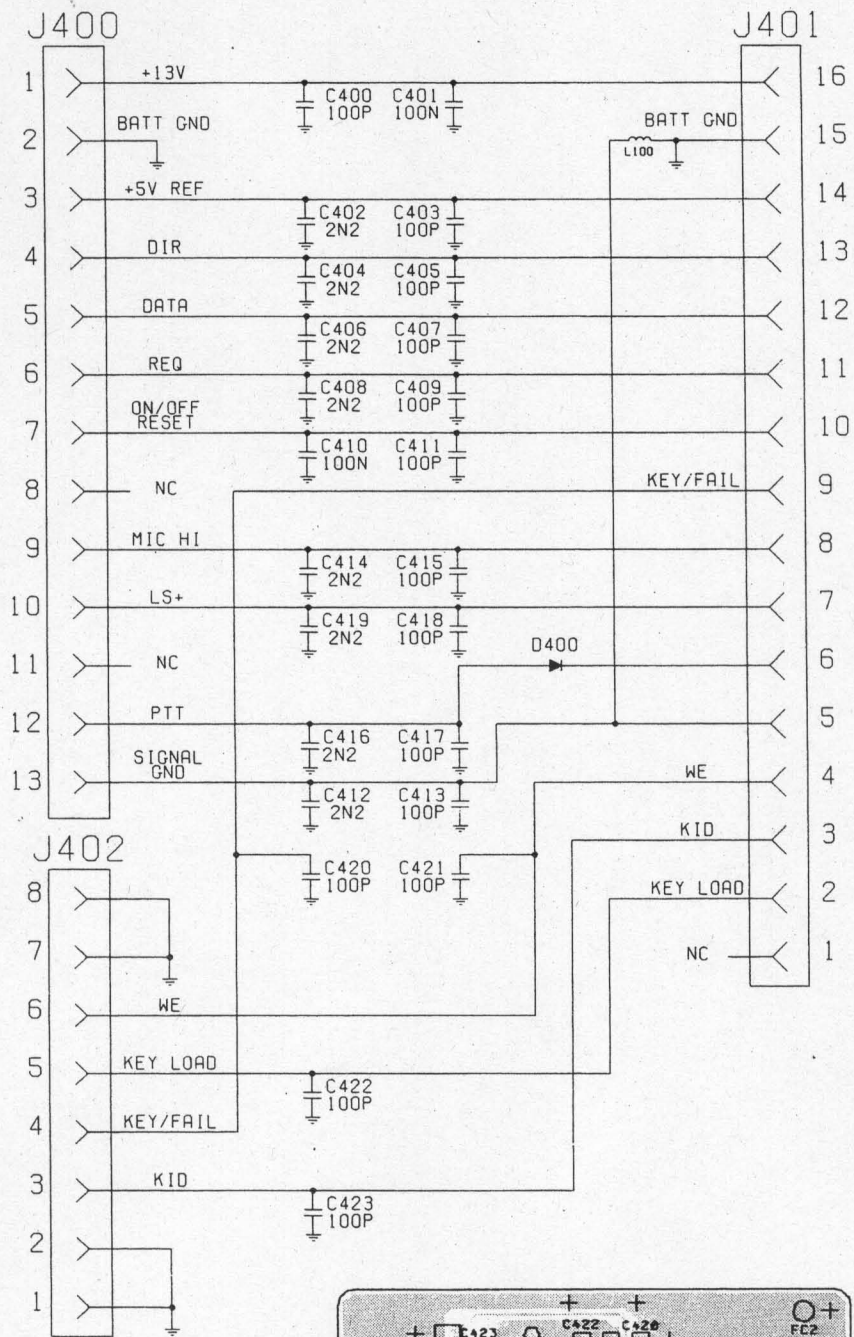 J400 J401
1 +13V 16
C400 C401
100P 100N
2 BATT GND BATT GND 15
L100
3 +5V REF 14
C402 C403
2N2 100P
4 DIR 13
C404 C405
2N2 100P
5 DATA 12
C406 C407
2N2 100P
6 REQ 11
C408 C409
2N2 100P
7 ON/OFF RESET 10
C410 C411
100N 100P
8 NC KEY/FAIL 9
9 MIC HI 8
C414 C415
2N2 100P
10 LS+ 7
C419 C418
2N2 100P
D400
11 NC 6
12 PTT 5
C416 C417
2N2 100P
13 SIGNAL GND WE 4
C412 C413
2N2 100P
KID 3
J402
C420 C421
100P 100P
8 KEY LOAD 2
7 NC 1
6 WE
5 KEY LOAD
C422
100P
4 KEY/FAIL
3 KID
C423
100P
2
1
C423 C422 C420 FC2